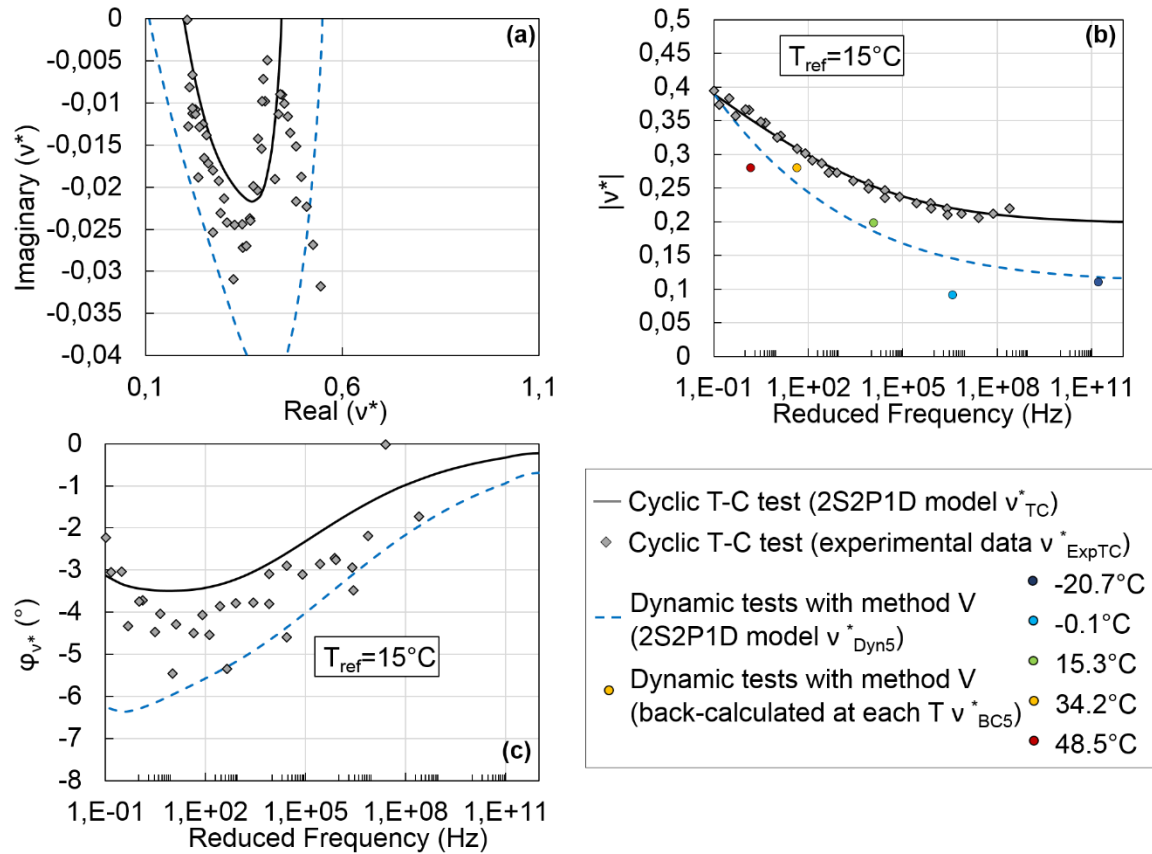 0
-0,005
-0,01
-0,015
-0,02
-0,025
-0,03
-0,035
-0,04
Imaginary (ν*)
(a)
0,1 0,6 1,1
Real (ν*)
0,5
0,45
0,4
0,35
0,3
0,25
0,2
0,15
0,1
0,05
0
|ν*|
(b)
Tref=15°C
1,E-01 1,E+02 1,E+05 1,E+08 1,E+11
Reduced Frequency (Hz)
0
-1
-2
-3
-4
-5
-6
-7
-8
φν* (°)
Tref=15°C
(c)
1,E-01 1,E+02 1,E+05 1,E+08 1,E+11
Reduced Frequency (Hz)
Cyclic T-C test (2S2P1D model ν*TC)
Cyclic T-C test (experimental data ν *ExpTC)
Dynamic tests with method V
(2S2P1D model ν *Dyn5)
Dynamic tests with method V
(back-calculated at each T ν *BC5)
-20.7°C
-0.1°C
15.3°C
34.2°C
48.5°C